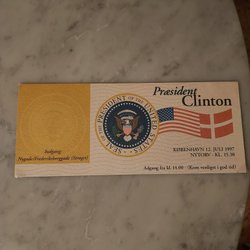 Præsident
Clinton
SEAL OF THE PRESIDENT OF THE UNITED STATES
KØBENHAVN 12. JULI 1997
NYTORV - KL. 15.30
Indgang:
Nygade/Frederiksberggade (Strøget)
Adgang fra kl. 14.00 (Kom venligst i god tid)